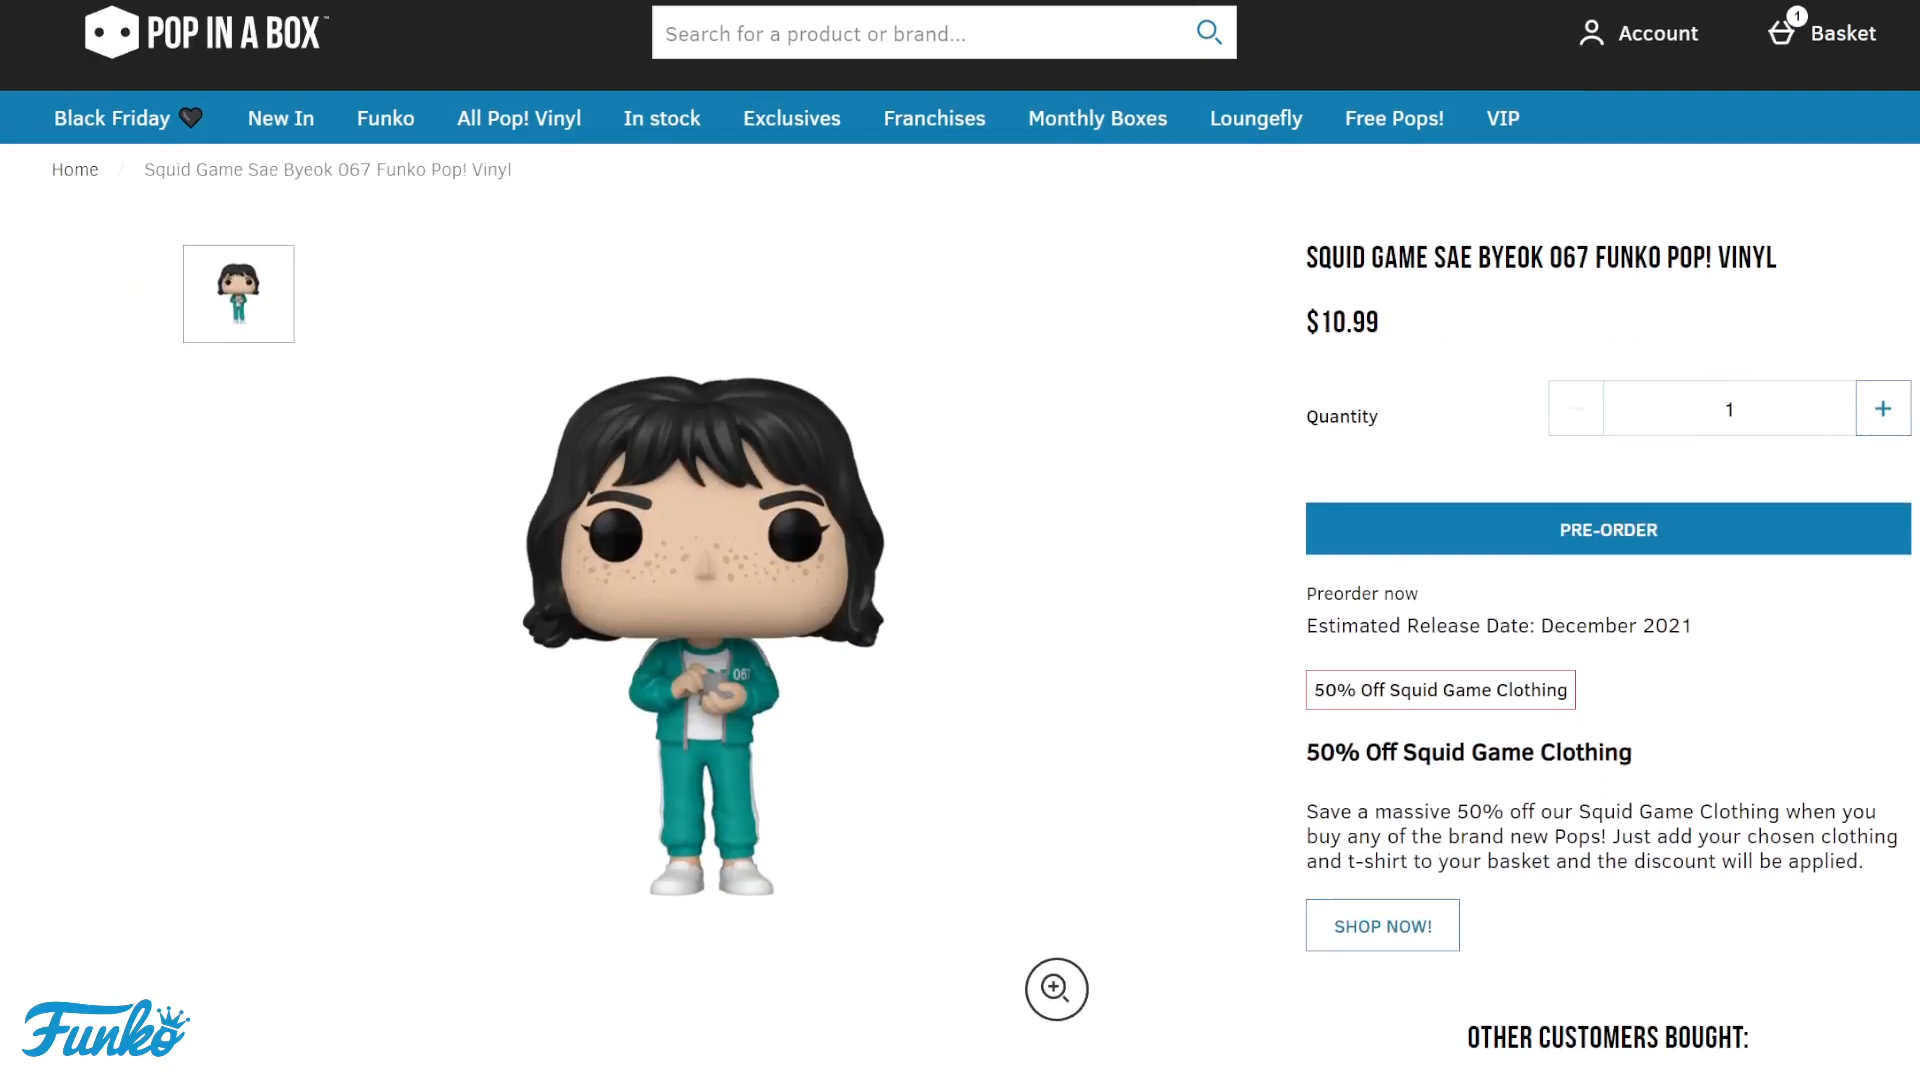 POP IN A BOX™
Search for a product or brand...
Account
1
Basket
Black Friday 🖤 New In Funko All Pop! Vinyl In stock Exclusives Franchises Monthly Boxes Loungefly Free Pops! VIP
Home / Squid Game Sae Byeok 067 Funko Pop! Vinyl
SQUID GAME SAE BYEOK 067 FUNKO POP! VINYL
$10.99
Quantity
− 1 +
PRE-ORDER
Preorder now
Estimated Release Date: December 2021
50% Off Squid Game Clothing
50% Off Squid Game Clothing
Save a massive 50% off our Squid Game Clothing when you
buy any of the brand new Pops! Just add your chosen clothing
and t-shirt to your basket and the discount will be applied.
SHOP NOW!
067
Funko
OTHER CUSTOMERS BOUGHT: